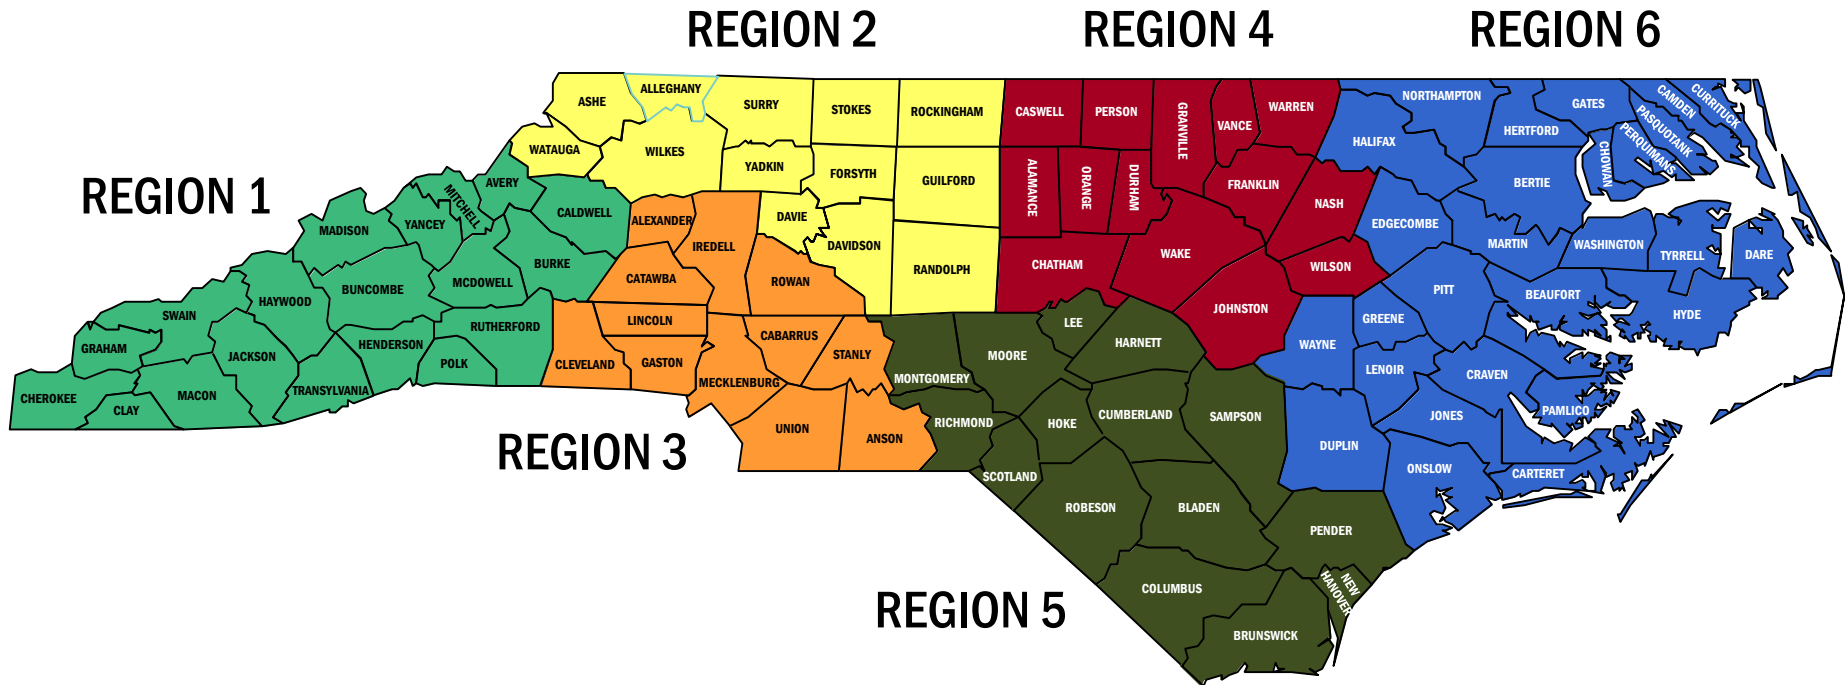 REGION 2
REGION 4
REGION 6
REGION 1
REGION 3
REGION 5
ALLEGHANY
ASHE
SURRY
STOKES
ROCKINGHAM
WATAUGA
WILKES
YADKIN
FORSYTH
GUILFORD
DAVIE
DAVIDSON
RANDOLPH
AVERY
MITCHELL
CALDWELL
YANCEY
MADISON
BURKE
MCDOWELL
BUNCOMBE
HAYWOOD
SWAIN
RUTHERFORD
HENDERSON
POLK
GRAHAM
JACKSON
TRANSYLVANIA
MACON
CHEROKEE
CLAY
ALEXANDER
IREDELL
CATAWBA
ROWAN
LINCOLN
CABARRUS
CLEVELAND
GASTON
STANLY
MECKLENBURG
UNION
ANSON
CASWELL
PERSON
GRANVILLE
VANCE
WARREN
ALAMANCE
ORANGE
DURHAM
FRANKLIN
NASH
WAKE
CHATHAM
WILSON
JOHNSTON
LEE
HARNETT
MOORE
MONTGOMERY
RICHMOND
HOKE
CUMBERLAND
SAMPSON
SCOTLAND
ROBESON
BLADEN
PENDER
COLUMBUS
NEW
HANOVER
BRUNSWICK
NORTHAMPTON
GATES
CAMDEN
CURRITUCK
PASQUOTANK
PERQUIMANS
HERTFORD
HALIFAX
CHOWAN
BERTIE
EDGECOMBE
MARTIN
WASHINGTON
TYRRELL
DARE
PITT
BEAUFORT
HYDE
GREENE
WAYNE
LENOIR
CRAVEN
JONES
PAMLICO
DUPLIN
ONSLOW
CARTERET